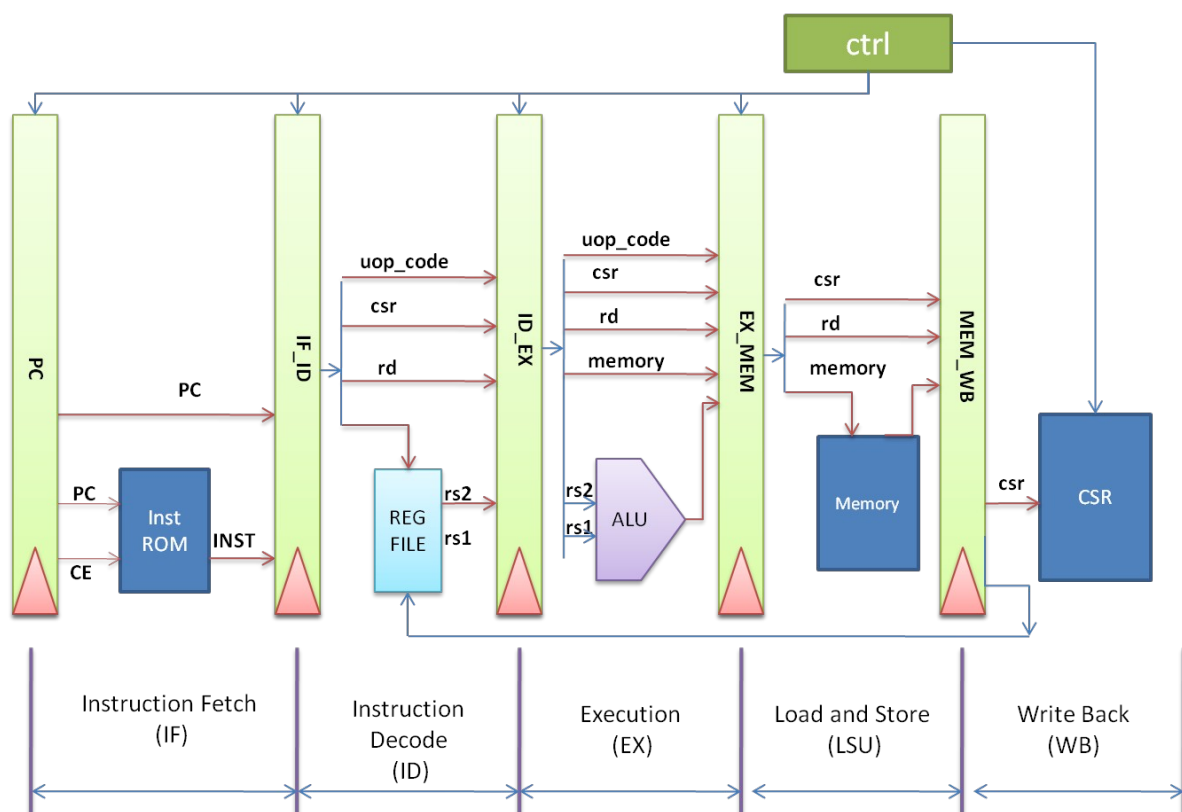 ctrl
PC
IF_ID
ID_EX
EX_MEM
MEM_WB
uop_code
csr
rd
uop_code
csr
rd
memory
csr
rd
memory
PC
PC
CE
Inst
ROM
INST
REG
FILE
rs2
rs1
rs2
rs1
ALU
Memory
csr
CSR
Instruction Fetch
(IF)
Instruction
Decode
(ID)
Execution
(EX)
Load and Store
(LSU)
Write Back
(WB)